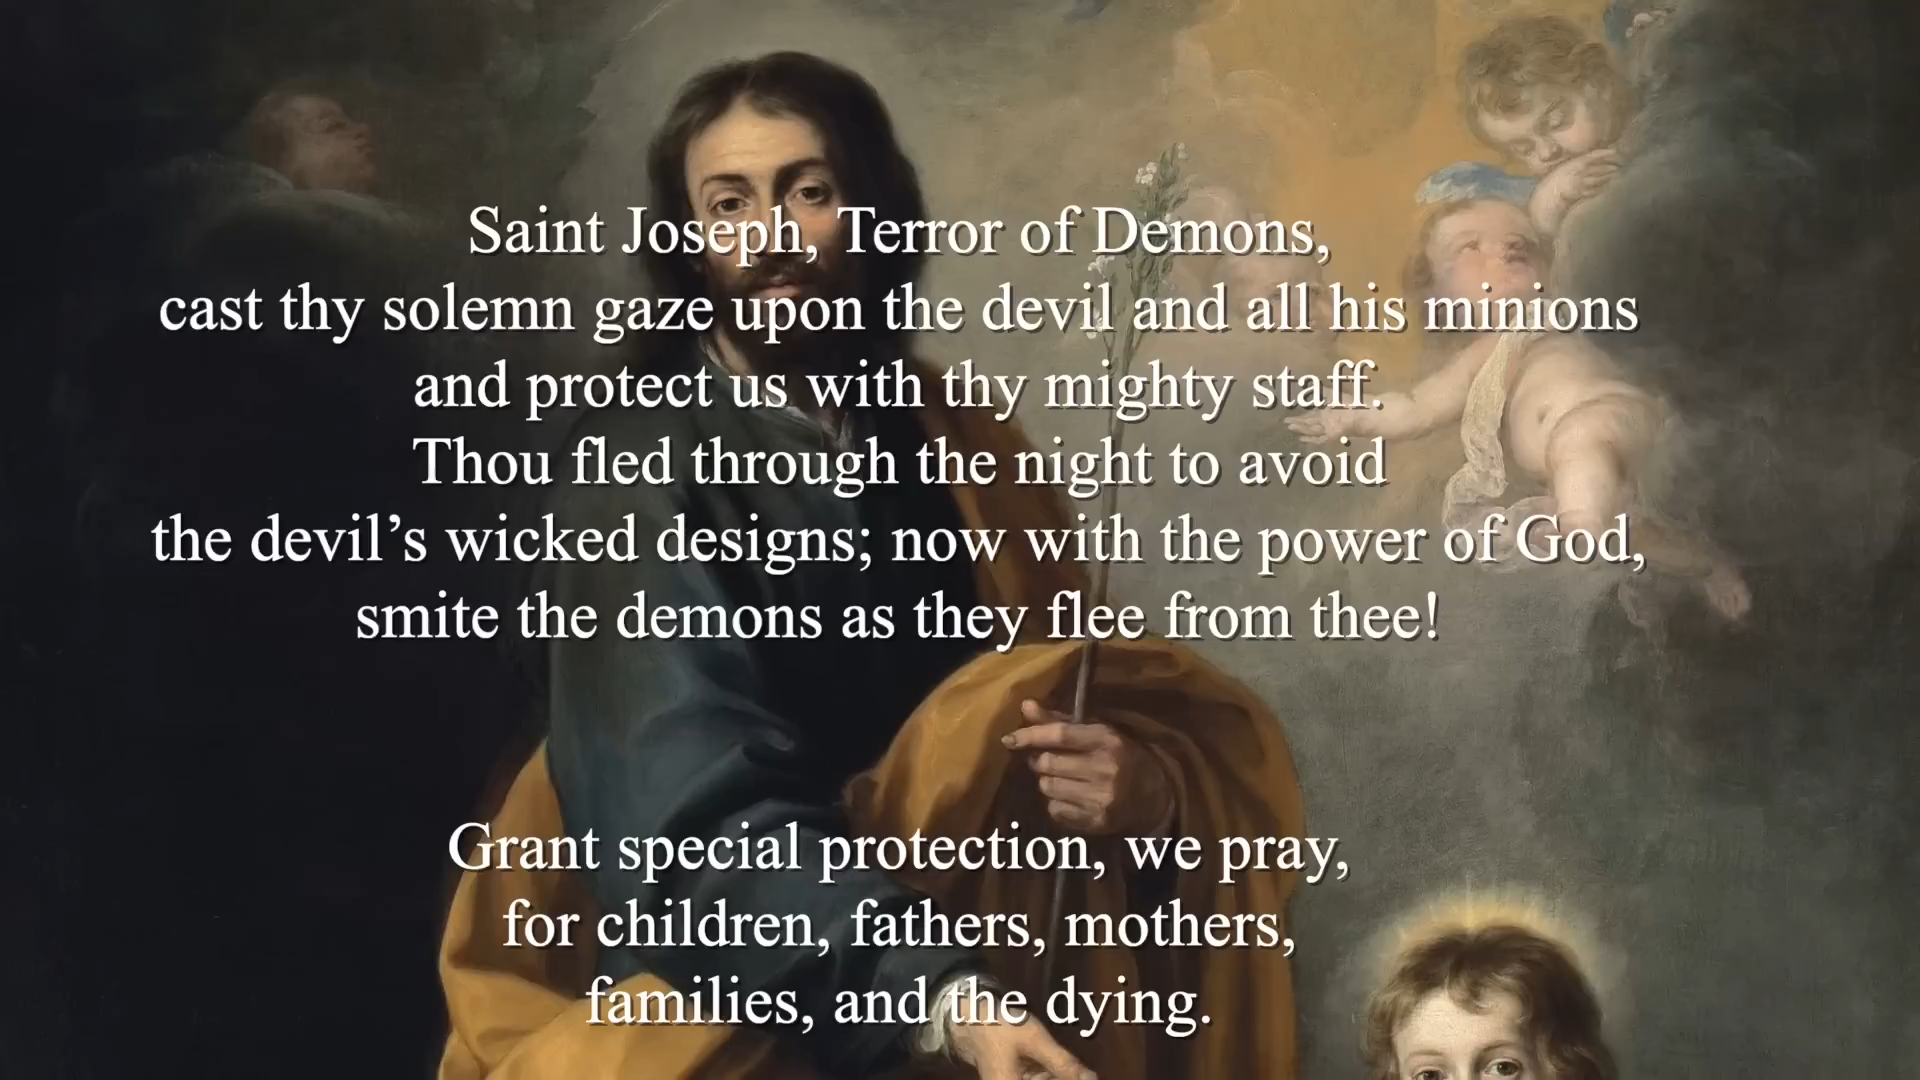 Saint Joseph, Terror of Demons,
cast thy solemn gaze upon the devil and all his minions
and protect us with thy mighty staff.
Thou fled through the night to avoid
the devil’s wicked designs; now with the power of God,
smite the demons as they flee from thee!
Grant special protection, we pray,
for children, fathers, mothers,
families, and the dying.